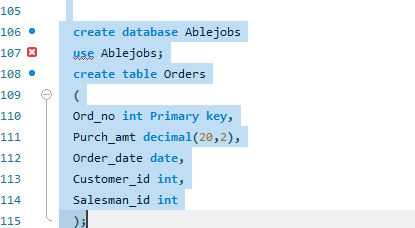 105
106 create database Ablejobs
107 use Ablejobs;
108 create table Orders
109 (
110 Ord_no int Primary key,
111 Purch_amt decimal(20,2),
112 Order_date date,
113 Customer_id int,
114 Salesman_id int
115 );